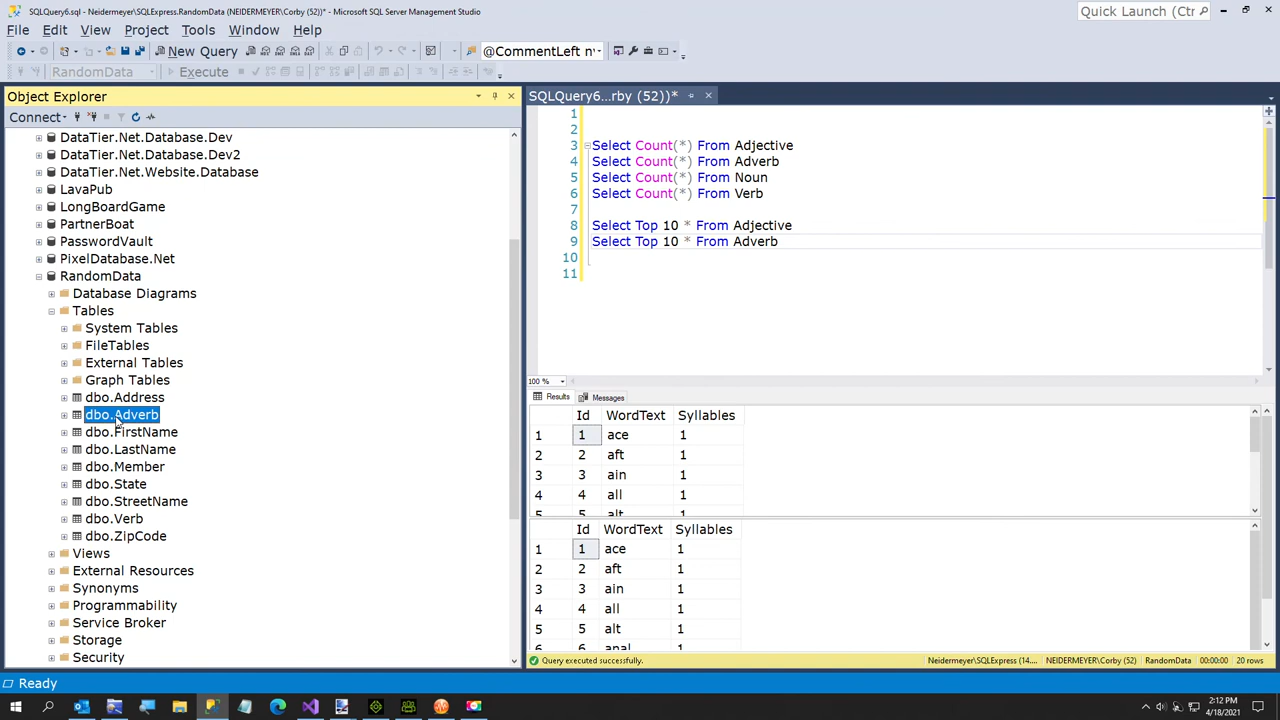 SQLQuery6.sql - Neidermeyer\SQLExpress.RandomData (NEIDERMEYER\Corby (52))* - Microsoft SQL Server Management Studio
Quick Launch (Ctr
File Edit View Project Tools Window Help
New Query
@CommentLeft n
RandomData
Execute
Object Explorer
Connect
DataTier.Net.Database.Dev
DataTier.Net.Database.Dev2
DataTier.Net.Website.Database
LavaPub
LongBoardGame
PartnerBoat
PasswordVault
PixelDatabase.Net
RandomData
Database Diagrams
Tables
System Tables
FileTables
External Tables
Graph Tables
dbo.Address
dbo.Adverb
dbo.FirstName
dbo.LastName
dbo.Member
dbo.State
dbo.StreetName
dbo.Verb
dbo.ZipCode
Views
External Resources
Synonyms
Programmability
Service Broker
Storage
Security
SQLQuery6...rby (52))*
1
2
3 Select Count(*) From Adjective
4 Select Count(*) From Adverb
5 Select Count(*) From Noun
6 Select Count(*) From Verb
7
8 Select Top 10 * From Adjective
9 Select Top 10 * From Adverb
10
11
100 %
Results Messages
Id WordText Syllables
1 1 ace 1
2 2 aft 1
3 3 ain 1
4 4 all 1
5 5 alt 1
Id WordText Syllables
1 1 ace 1
2 2 aft 1
3 3 ain 1
4 4 all 1
5 5 alt 1
6 6 anal 1
Query executed successfully.
Neidermeyer\SQLExpress (14.... NEIDERMEYER\Corby (52) RandomData 00:00:00 20 rows
Ready
2:12 PM
4/18/2021